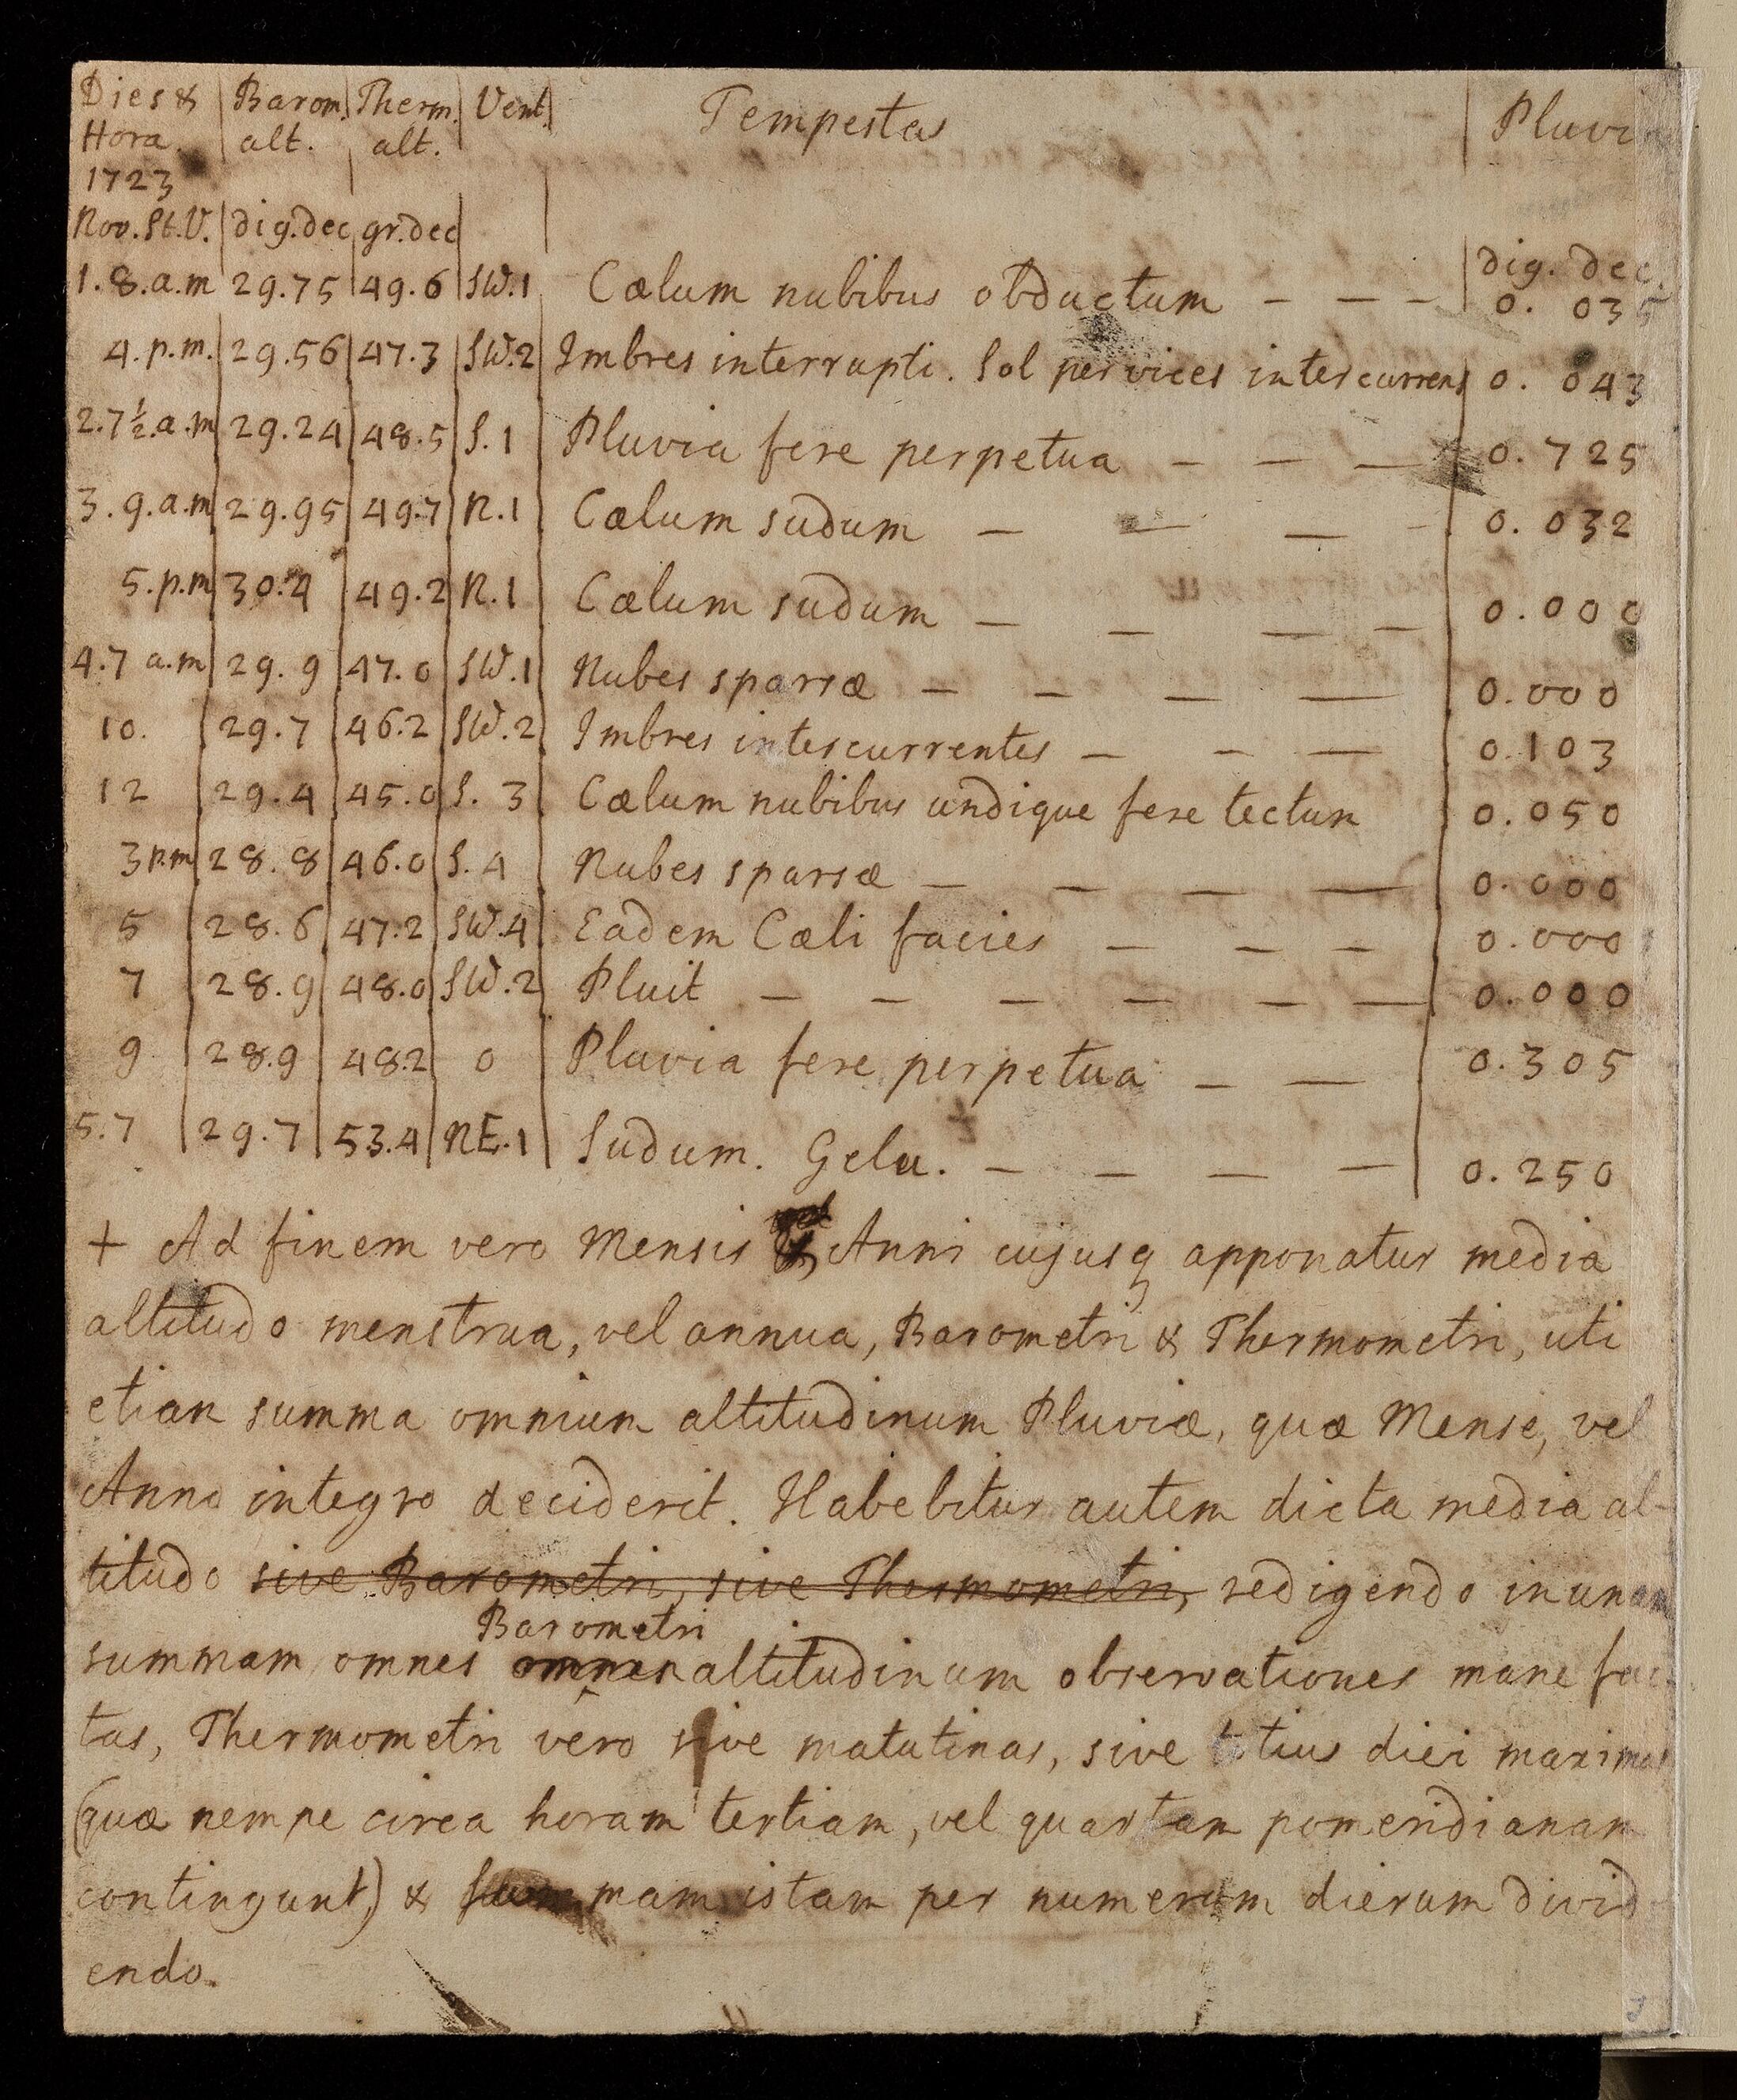 Dies & | Barom. | Therm. | Vent. | Tempestas | Pluvi
Hora. | alt. | alt.
1723
Nov. St. V. | dig. dec | gr. dec | dig. dec.
1. 8. a.m | 29.75 | 49.6 | SW.1 | Cælum nubibus obductum — — — | 0. 035
4. p.m. | 29.56 | 47.3 | SW.2 | Imbres interrupti. Sol per vices intercurrens | 0. 043
2. 7½. a.m | 29.24 | 48.5 | S.1 | Pluvia fere perpetua — — — | 0. 725
3. 9. a.m | 29.95 | 49.7 | N.1 | Cælum sudum — — — — | 0. 032
5. p.m | 30.4 | 49.2 | N.1 | Cælum sudum — — — — | 0. 000
4. 7 a.m | 29. 9 | 47. 0 | SW.1 | Nubes sparsæ — — — — | 0. 000
10. | 29. 7 | 46.2 | SW.2 | Imbres intercurrentes — — — | 0. 103
12 | 29. 4 | 45. 0 | S. 3 | Cælum nubibus undique fere tectum | 0. 050
3 p.m | 28. 8 | 46. 0 | S. 4 | Nubes sparsæ — — — — | 0. 000
5 | 28. 6 | 47.2 | SW.4 | Eadem Cæli facies — — — | 0. 000
7 | 28. 9 | 48.0 | SW.2 | Pluit — — — — — — | 0. 000
9 | 28.9 | 48.2 | 0 | Pluvia fere perpetua — — | 0. 305
5. 7 | 29. 7 | 53.4 | NE.1 | Sudum. Gelu. — — — — | 0. 250
+ Ad finem vero Mensis vel Anni cujusq apponatur media
altitudo menstrua, vel annua, Barometri & Thermometri, uti
etiam summa omnium altitudinum Pluviæ, quæ Mense, vel
Anno integro deciderit. Habebitur autem dicta media al-
titudo sive Barometri, sive Thermometri, redigendo in unam
Barometri
summam omnes omnes altitudinum observationes mane fac-
tas, Thermometri vero sive matutinas, sive totius diei maximas
(quæ nempe circa horam tertiam, vel quartam pomeridianam
contingunt,) & summam istam per numerum dierum divid
endo.